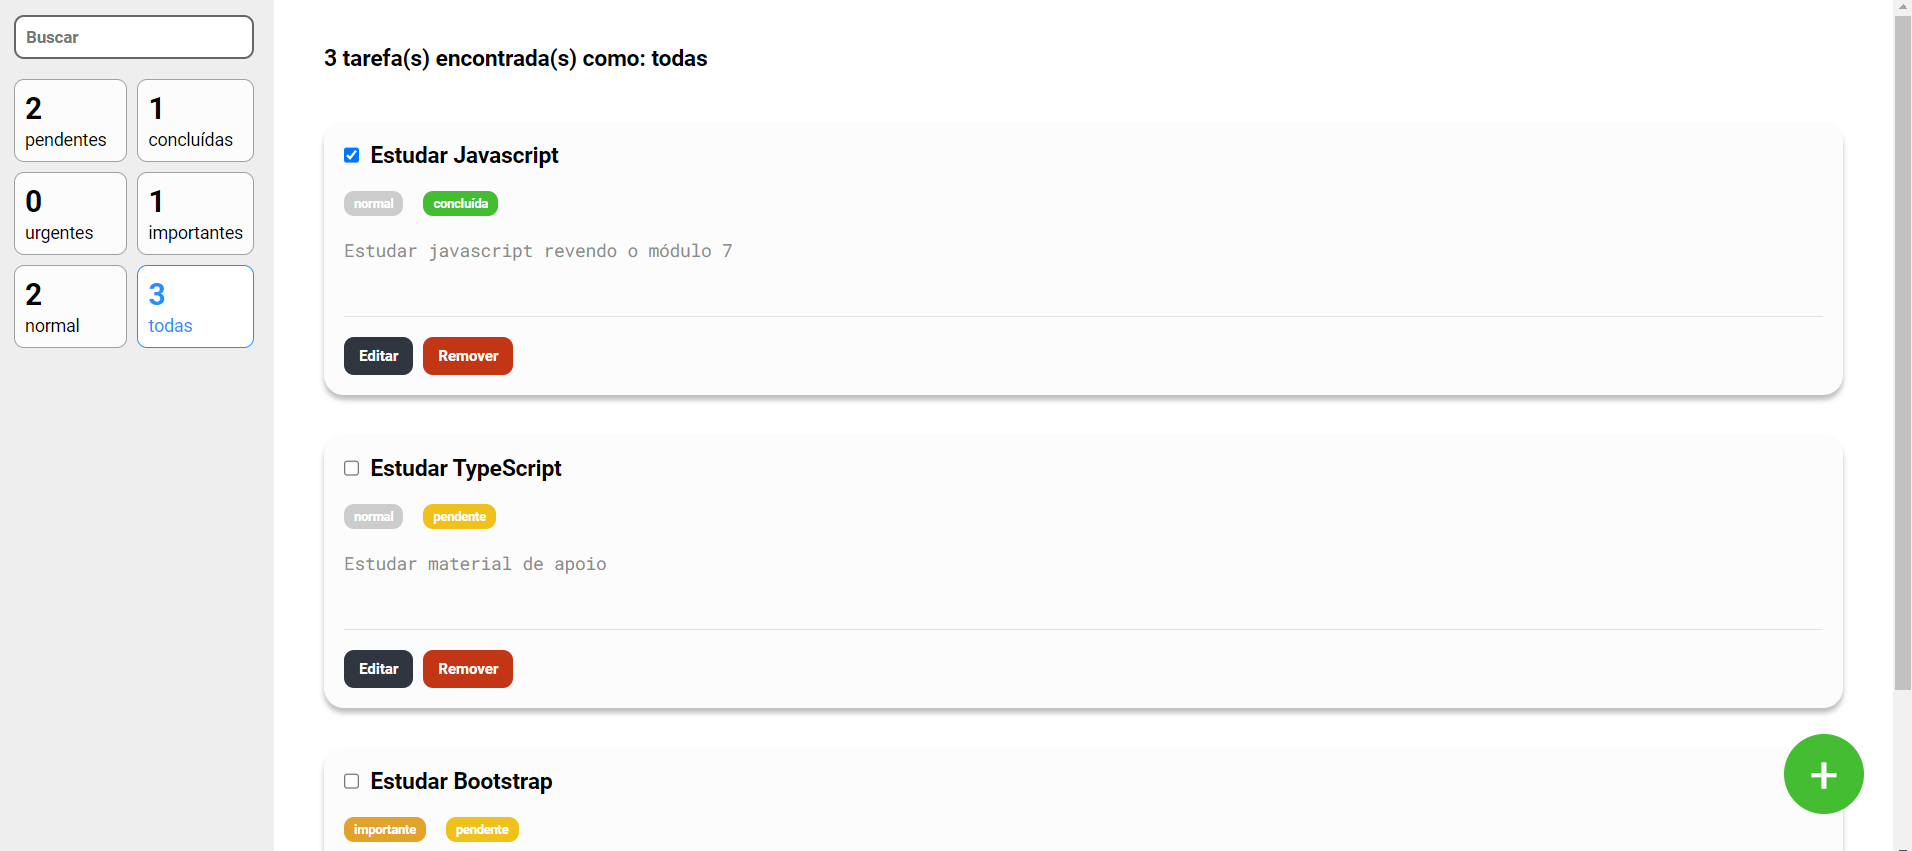 Buscar
2
pendentes
1
concluídas
0
urgentes
1
importantes
2
normal
3
todas
3 tarefa(s) encontrada(s) como: todas
Estudar Javascript
normal concluída
Estudar javascript revendo o módulo 7
Editar Remover
Estudar TypeScript
normal pendente
Estudar material de apoio
Editar Remover
Estudar Bootstrap
importante pendente
+